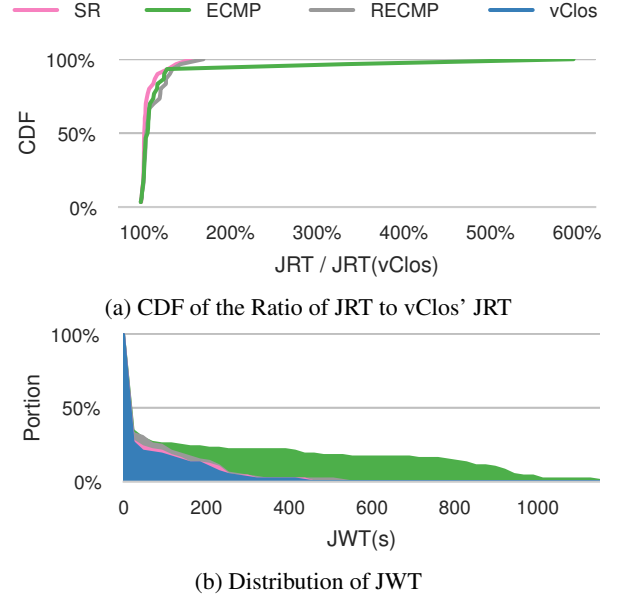 SR ECMP RECMP vClos
100%
50%
0%
CDF
100% 200% 300% 400% 500% 600%
JRT / JRT(vClos)
(a) CDF of the Ratio of JRT to vClos' JRT
100%
50%
0%
Portion
0 200 400 600 800 1000
JWT(s)
(b) Distribution of JWT